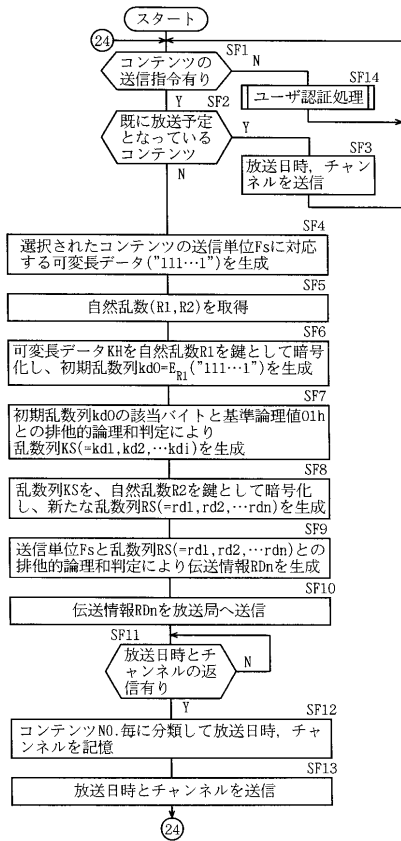 スタート
24
SF1
コンテンツの
送信指令有り
N
SF14
ユーザ認証処理
Y
SF2
既に放送予定
となっている
コンテンツ
Y
SF3
放送日時，チャン
ネルを送信
N
SF4
選択されたコンテンツの送信単位Fsに対応
する可変長データ("111…1")を生成
SF5
自然乱数(R1,R2)を取得
SF6
可変長データKHを自然乱数R1を鍵として暗号
化し、初期乱数列kd0=E_R1("111…1")を生成
SF7
初期乱数列kd0の該当バイトと基準論理値01h
との排他的論理和判定により
乱数列KS(=kd1,kd2,…kdi)を生成
SF8
乱数列KSを、自然乱数R2を鍵として暗号化
し、新たな乱数列RS(=rd1,rd2,…rdn)を生成
SF9
送信単位Fsと乱数列RS(=rd1,rd2,…rdn)との
排他的論理和判定により伝送情報RDnを生成
SF10
伝送情報RDnを放送局へ送信
SF11
放送日時とチャ
ンネルの返
信有り
N
Y
SF12
コンテンツNO.毎に分類して放送日時，チャ
ンネルを記憶
SF13
放送日時とチャンネルを送信
24